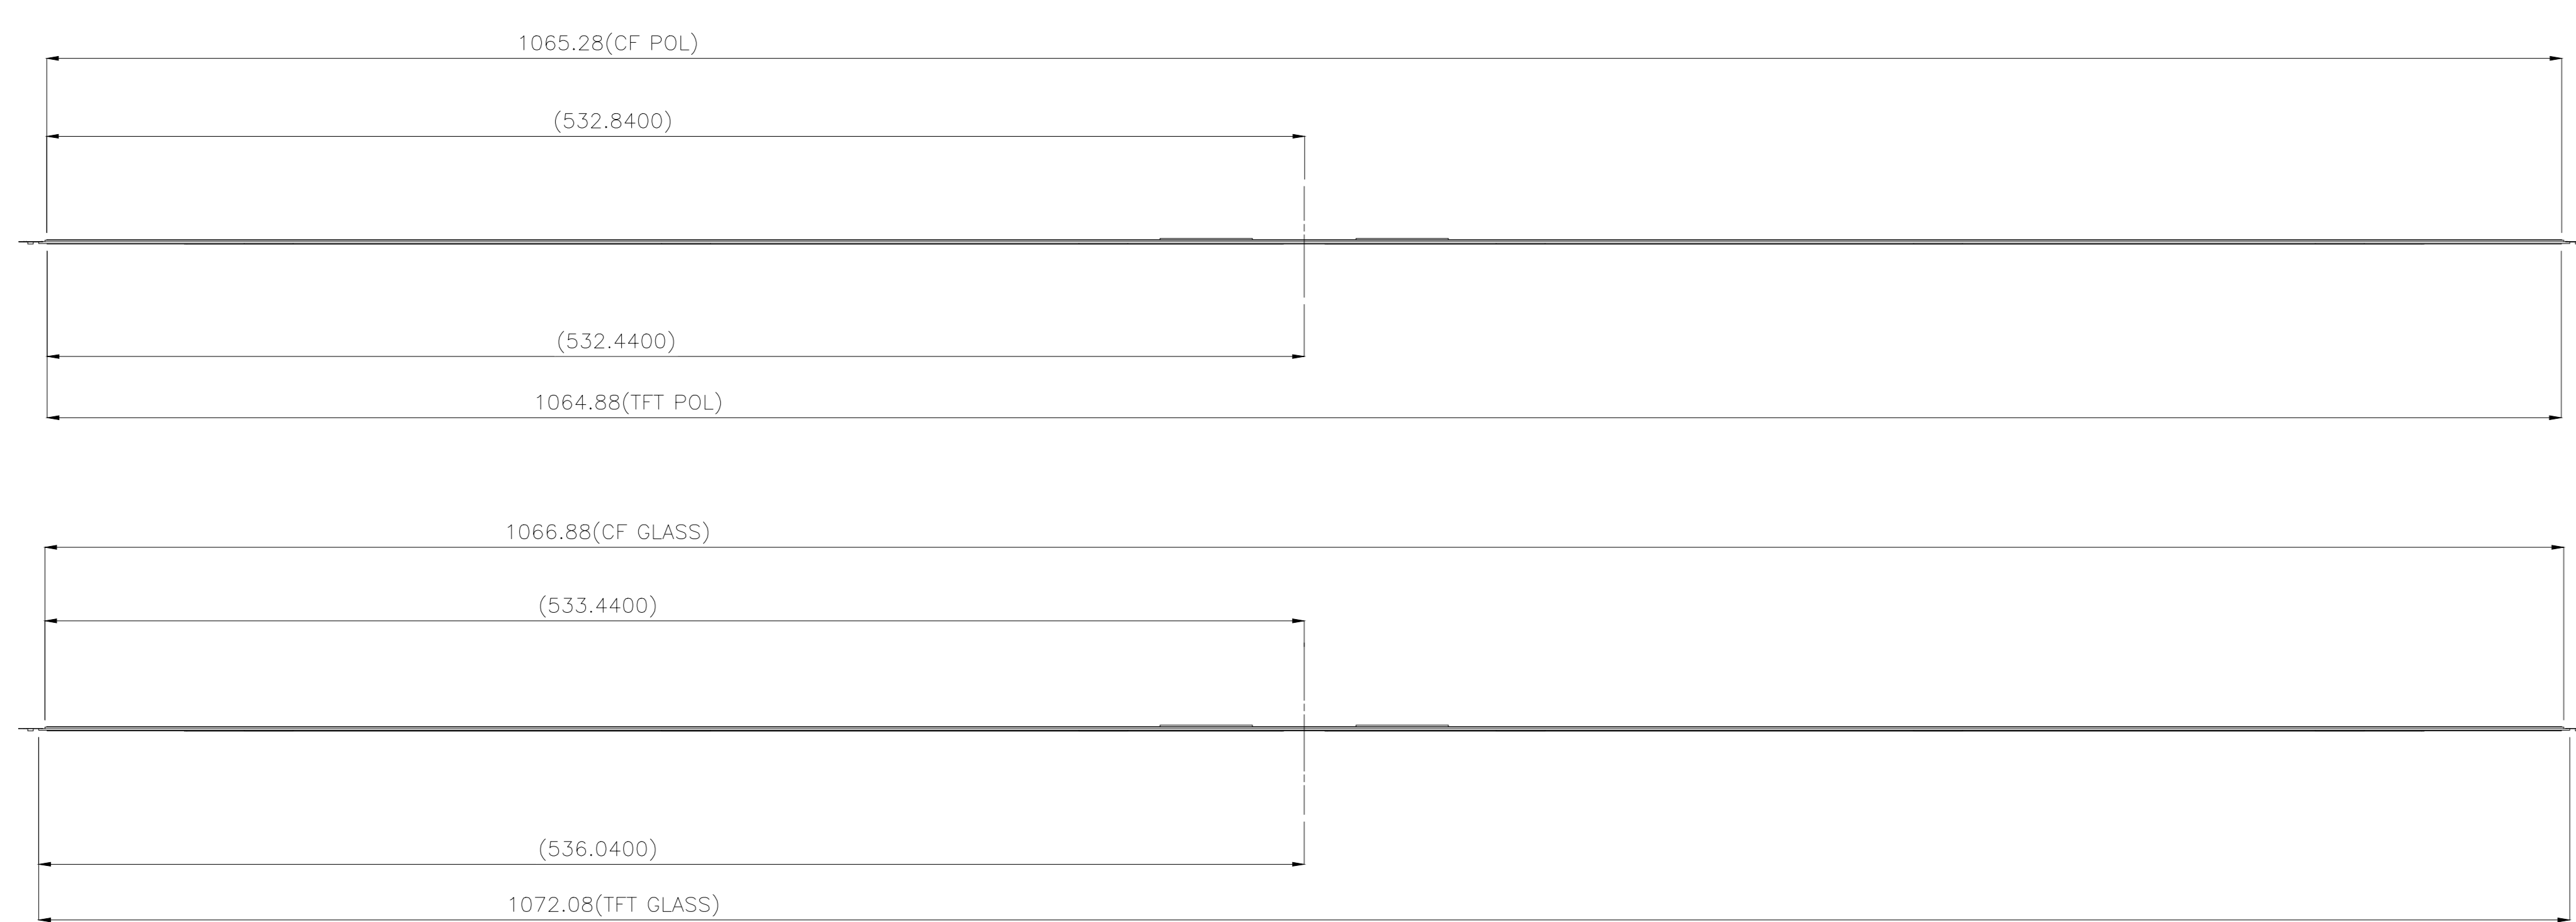 1065.28(CF POL)
(532.8400)
(532.4400)
1064.88(TFT POL)
1066.88(CF GLASS)
(533.4400)
(536.0400)
1072.08(TFT GLASS)